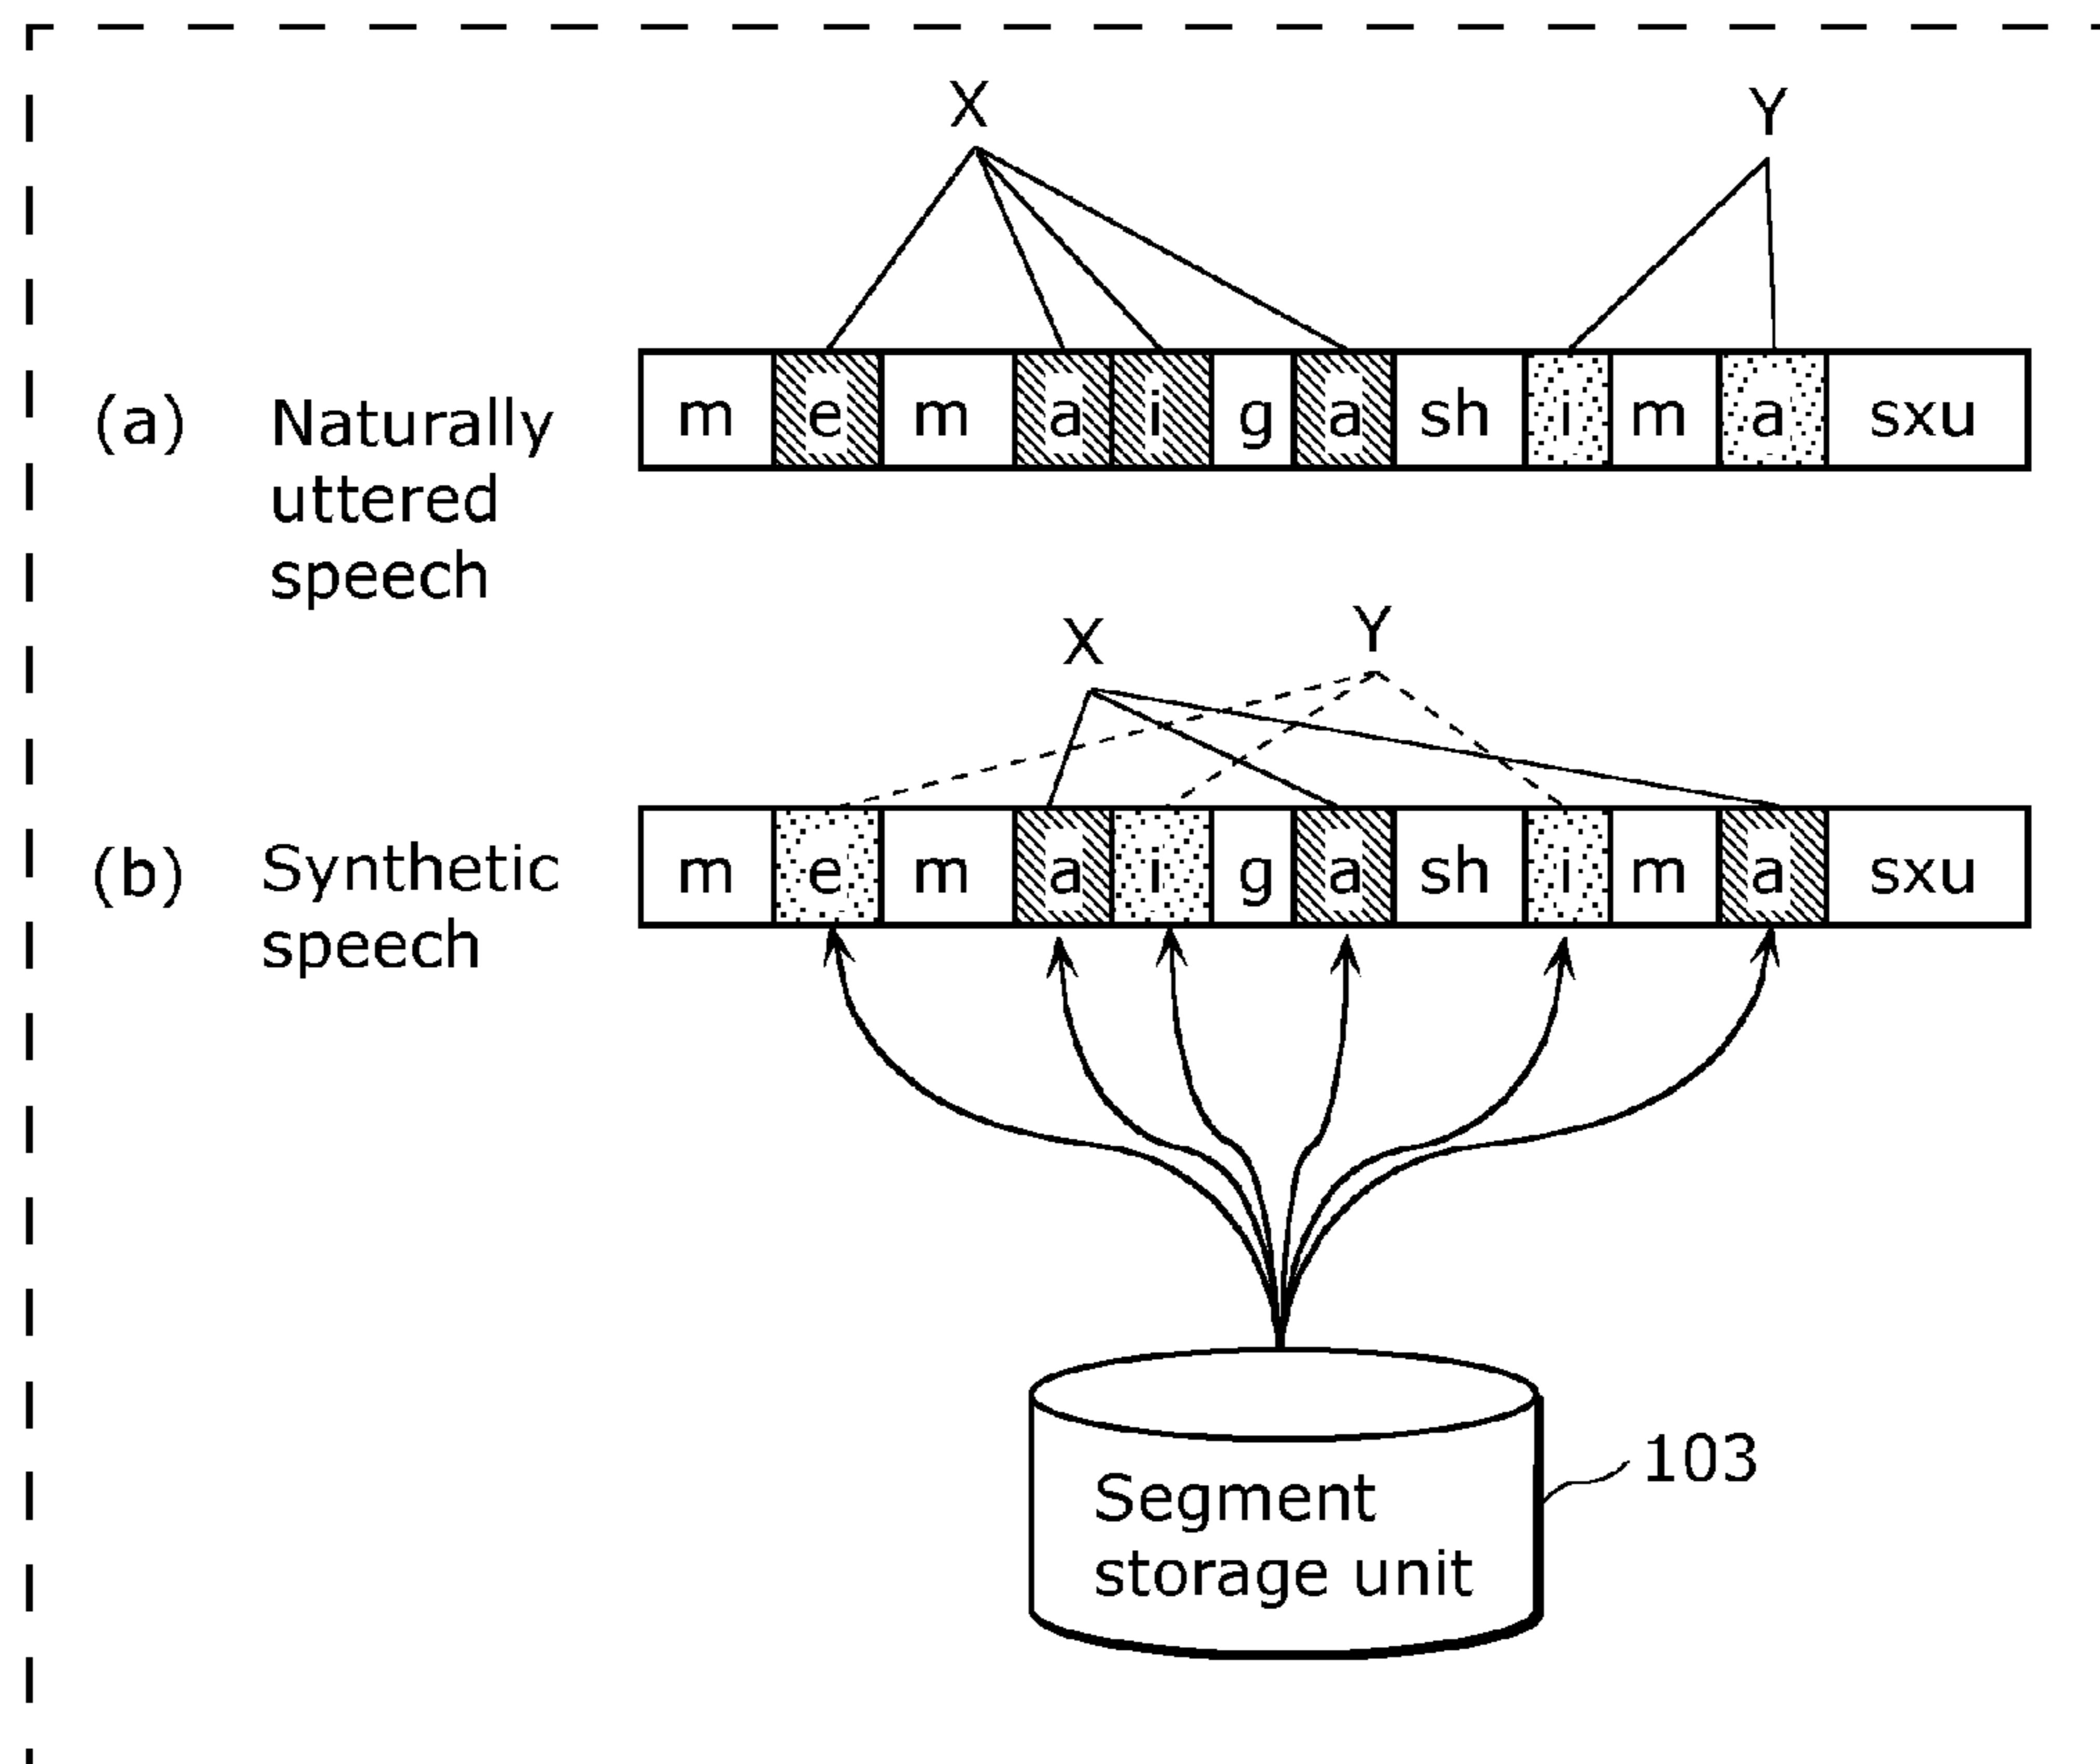 X Y
(a) Naturally uttered speech
m e m a i g a sh i m a sxu
X Y
(b) Synthetic speech
m e m a i g a sh i m a sxu
Segment
storage unit
103